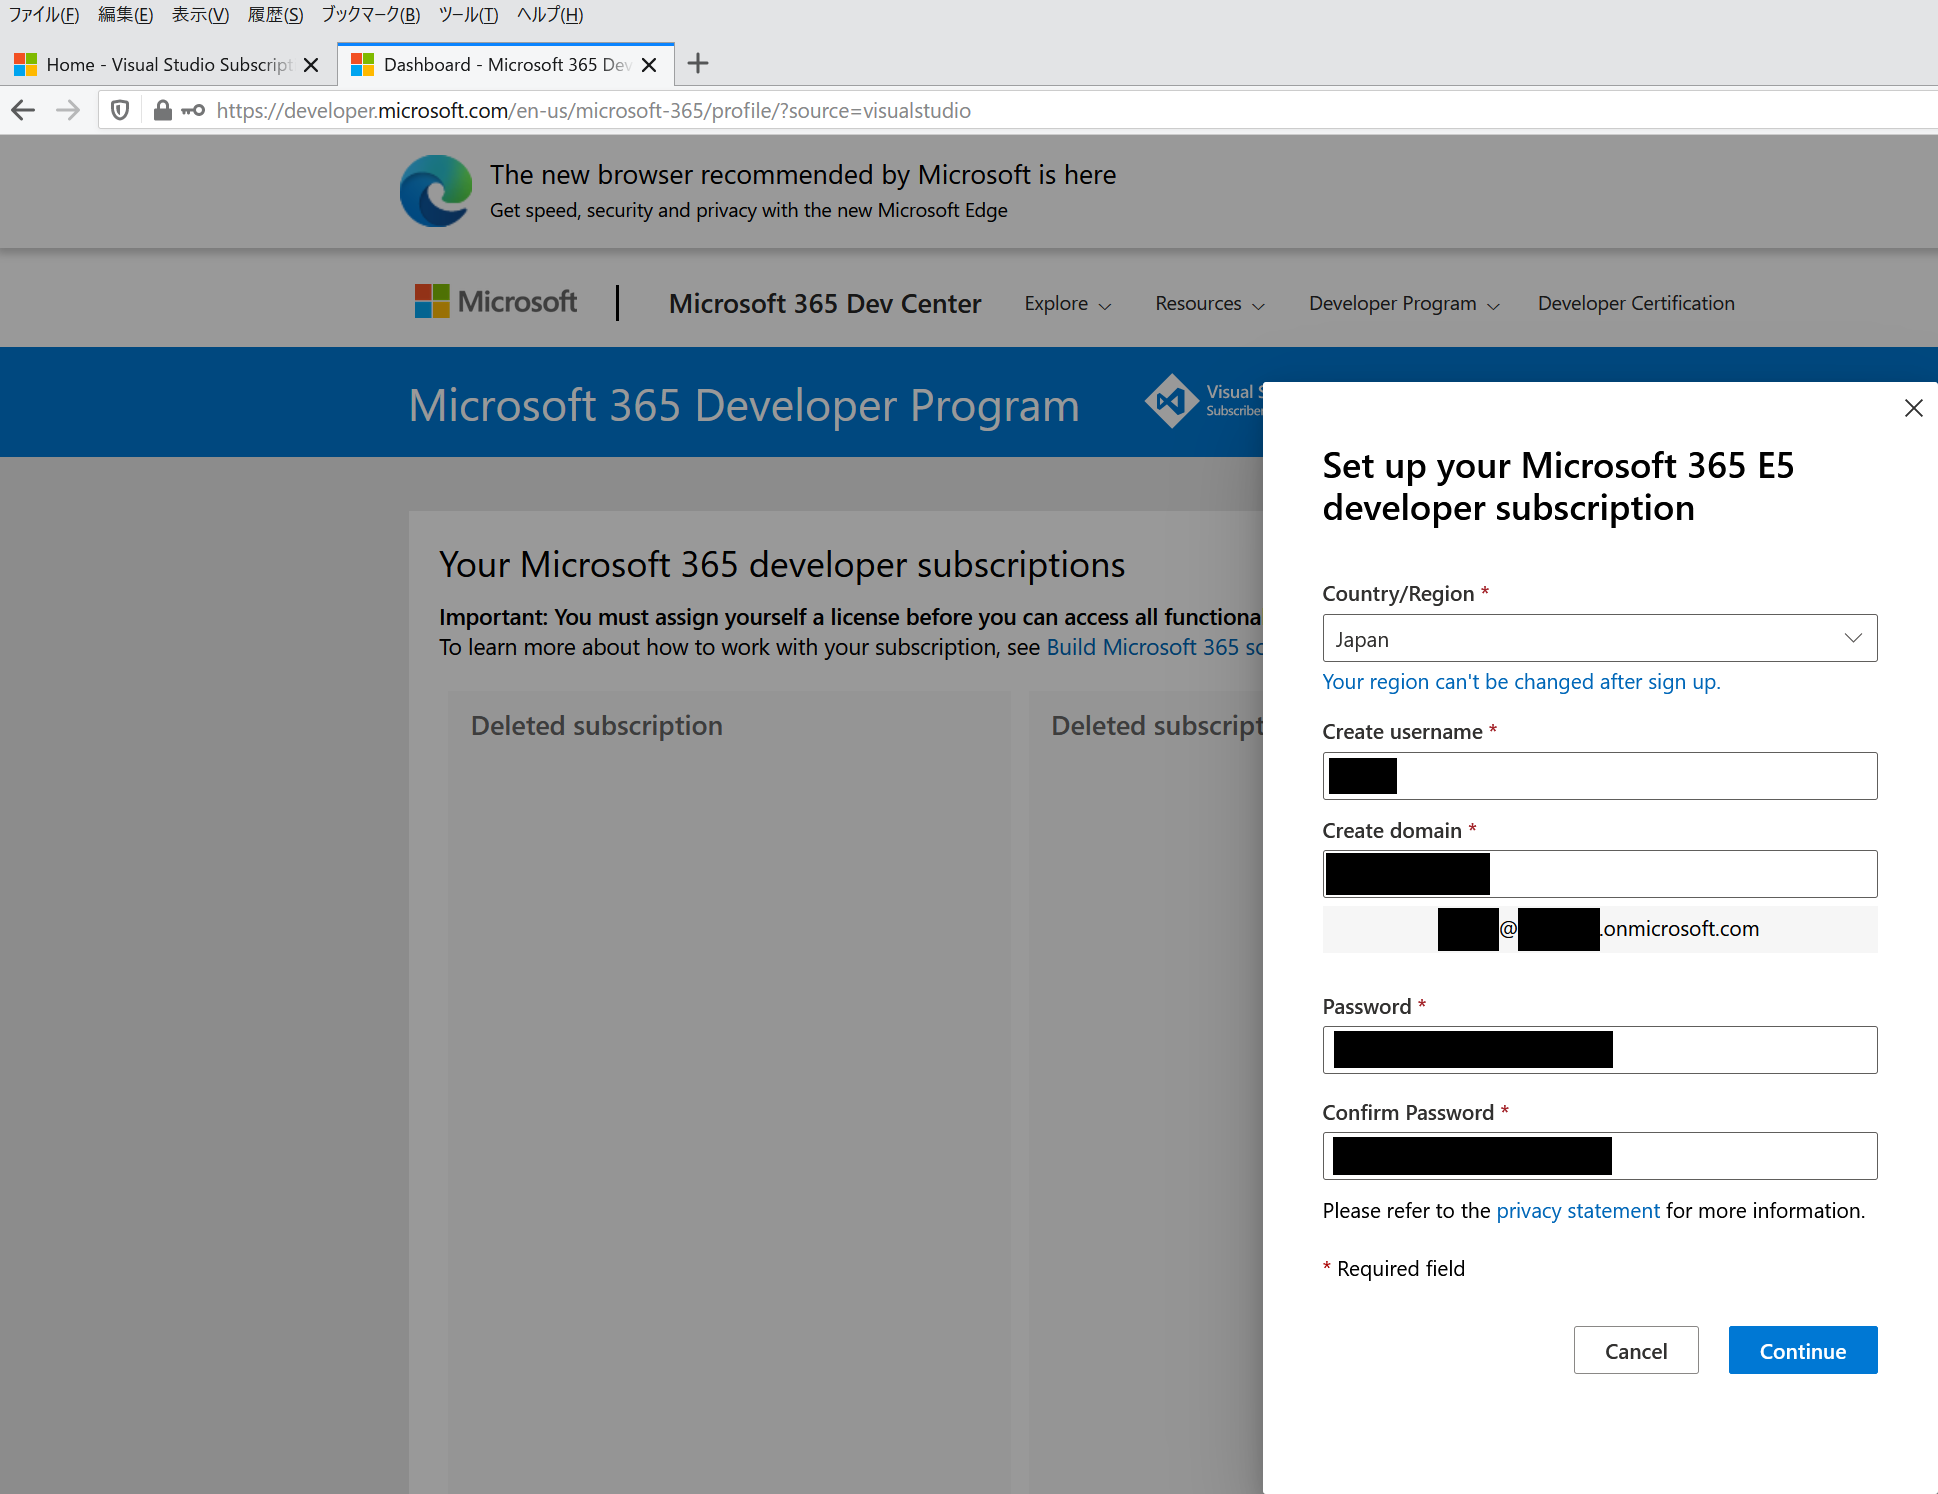 ファイル(F) 編集(E) 表示(V) 履歴(S) ブックマーク(B) ツール(T) ヘルプ(H)
Home - Visual Studio Subscript
Dashboard - Microsoft 365 Dev
https://developer.microsoft.com/en-us/microsoft-365/profile/?source=visualstudio
The new browser recommended by Microsoft is here
Get speed, security and privacy with the new Microsoft Edge
Microsoft
Microsoft 365 Dev Center Explore Resources Developer Program Developer Certification
Microsoft 365 Developer Program
Visual S
Subscriber
Your Microsoft 365 developer subscriptions
Important: You must assign yourself a license before you can access all functiona
To learn more about how to work with your subscription, see Build Microsoft 365 so
Deleted subscription
Deleted subscript
Set up your Microsoft 365 E5
developer subscription
Country/Region *
Japan
Your region can't be changed after sign up.
Create username *
Create domain *
@ .onmicrosoft.com
Password *
Confirm Password *
Please refer to the privacy statement for more information.
* Required field
Cancel
Continue